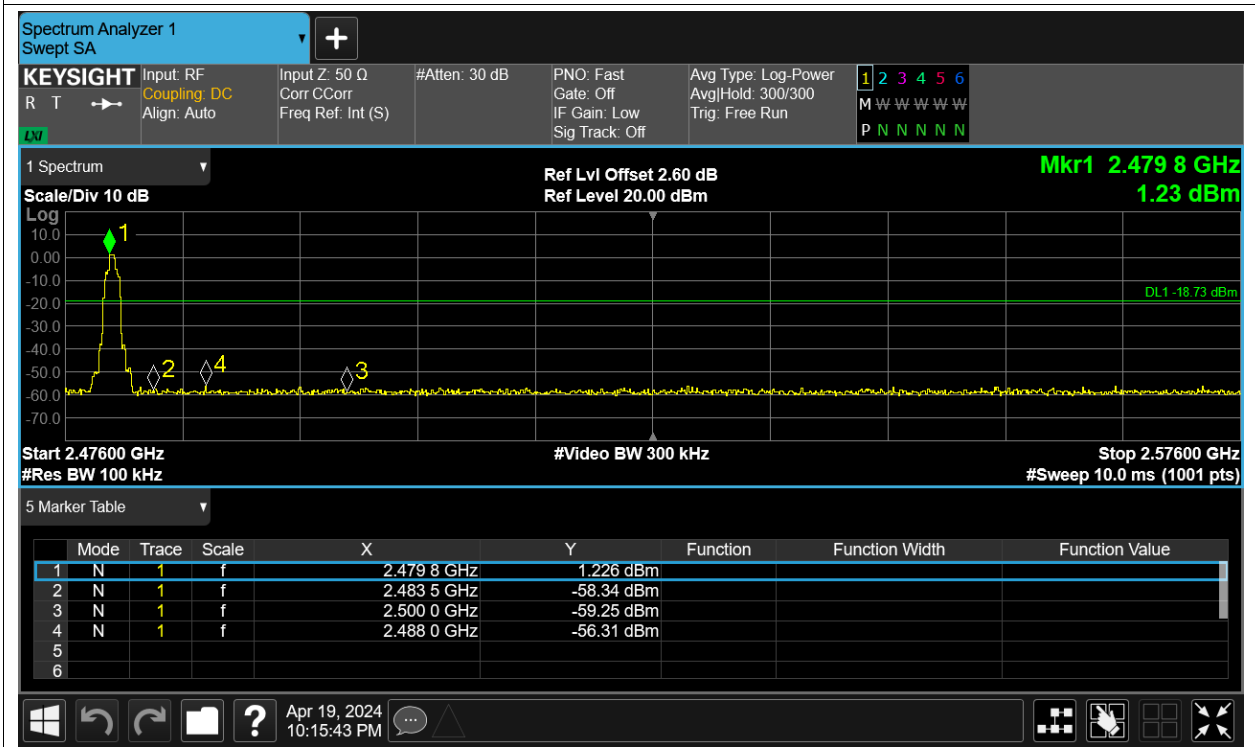 Spectrum Analyzer 1
Swept SA
+
KEYSIGHT
R T
LXI
Input: RF
Coupling: DC
Align: Auto
Input Z: 50 Ω
Corr CCorr
Freq Ref: Int (S)
#Atten: 30 dB
PNO: Fast
Gate: Off
IF Gain: Low
Sig Track: Off
Avg Type: Log-Power
Avg|Hold: 300/300
Trig: Free Run
1 2 3 4 5 6
M W W W W W
P N N N N N
1 Spectrum
Scale/Div 10 dB
Ref Lvl Offset 2.60 dB
Ref Level 20.00 dBm
Mkr1 2.479 8 GHz
1.23 dBm
Log
10.0
0.00
-10.0
-20.0
-30.0
-40.0
-50.0
-60.0
-70.0
1
2
4
3
DL1 -18.73 dBm
Start 2.47600 GHz
#Video BW 300 kHz
Stop 2.57600 GHz
#Res BW 100 kHz
#Sweep 10.0 ms (1001 pts)
5 Marker Table
Mode Trace Scale X Y Function Function Width Function Value
1 N 1 f 2.479 8 GHz 1.226 dBm
2 N 1 f 2.483 5 GHz -58.34 dBm
3 N 1 f 2.500 0 GHz -59.25 dBm
4 N 1 f 2.488 0 GHz -56.31 dBm
5
6
?
Apr 19, 2024
10:15:43 PM